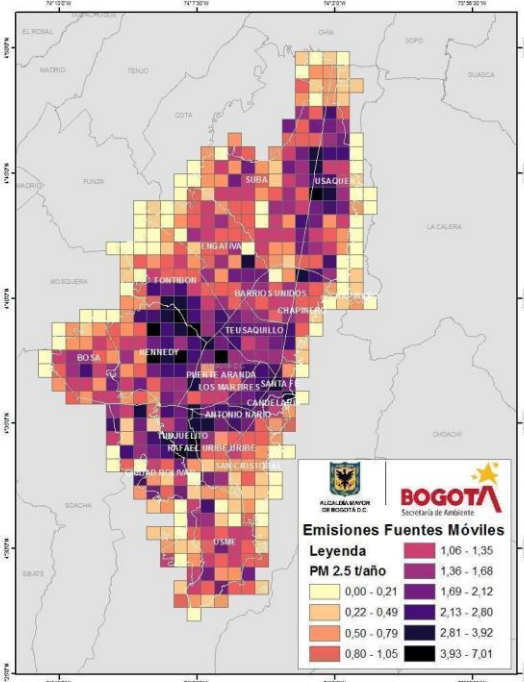 EL ROSAL
CHÍA
SOPÓ
MADRID
TENJO
GUASCA
COTA
SUBA
USAQUEN
MADRID
FUNZA
LA CALERA
ENGATIVA
MOSQUERA
FONTIBON
BARRIOS UNIDOS
CHAPINERO
TEUSAQUILLO
BOSA
KENNEDY
PUENTE ARANDA
LOS MARTIRES
SANTA FE
CANDELARIA
ANTONIO NARIÑO
TUNJUELITO
RAFAEL URIBE URIBE
CHOACHÍ
SAN CRISTOBAL
CIUDAD BOLIVAR
SOACHA
USME
SIBATE
ALCALDÍA MAYOR
DE BOGOTÁ D.C.
BOGOTÁ
Secretaría de Ambiente
Emisiones Fuentes Móviles
Leyenda
PM 2.5 t/año
0,00 - 0,21
0,22 - 0,49
0,50 - 0,79
0,80 - 1,05
1,06 - 1,35
1,36 - 1,68
1,69 - 2,12
2,13 - 2,80
2,81 - 3,92
3,93 - 7,01